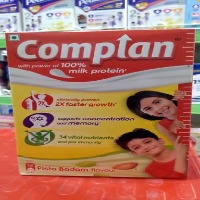 Complan
with power of 100%
milk protein
clinically proven
2X faster growth
supports concentration
and memory
34 vital nutrients
Pista Badam flavour